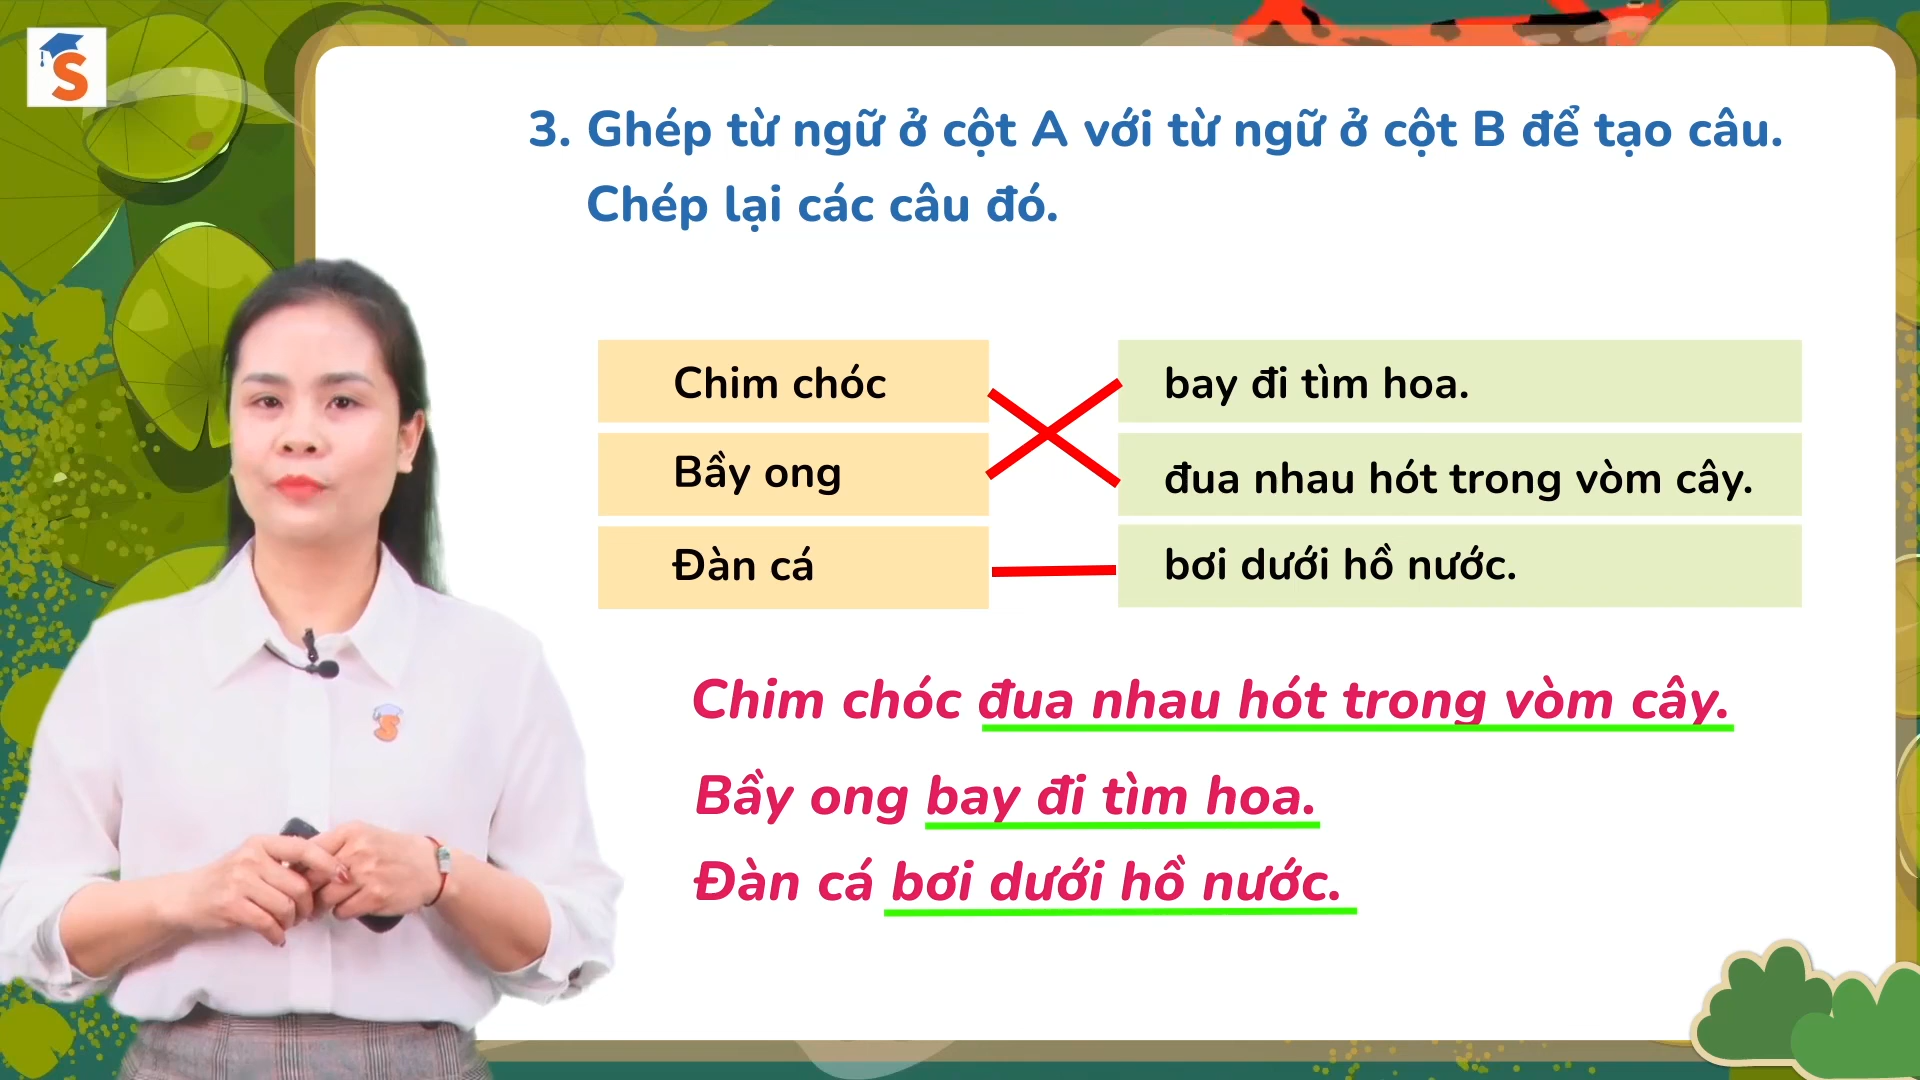 S
3. Ghép từ ngữ ở cột A với từ ngữ ở cột B để tạo câu.
Chép lại các câu đó.
Chim chóc
bay đi tìm hoa.
Bầy ong
đua nhau hót trong vòm cây.
Đàn cá
bơi dưới hồ nước.
Chim chóc đua nhau hót trong vòm cây.
Bầy ong bay đi tìm hoa.
Đàn cá bơi dưới hồ nước.
S